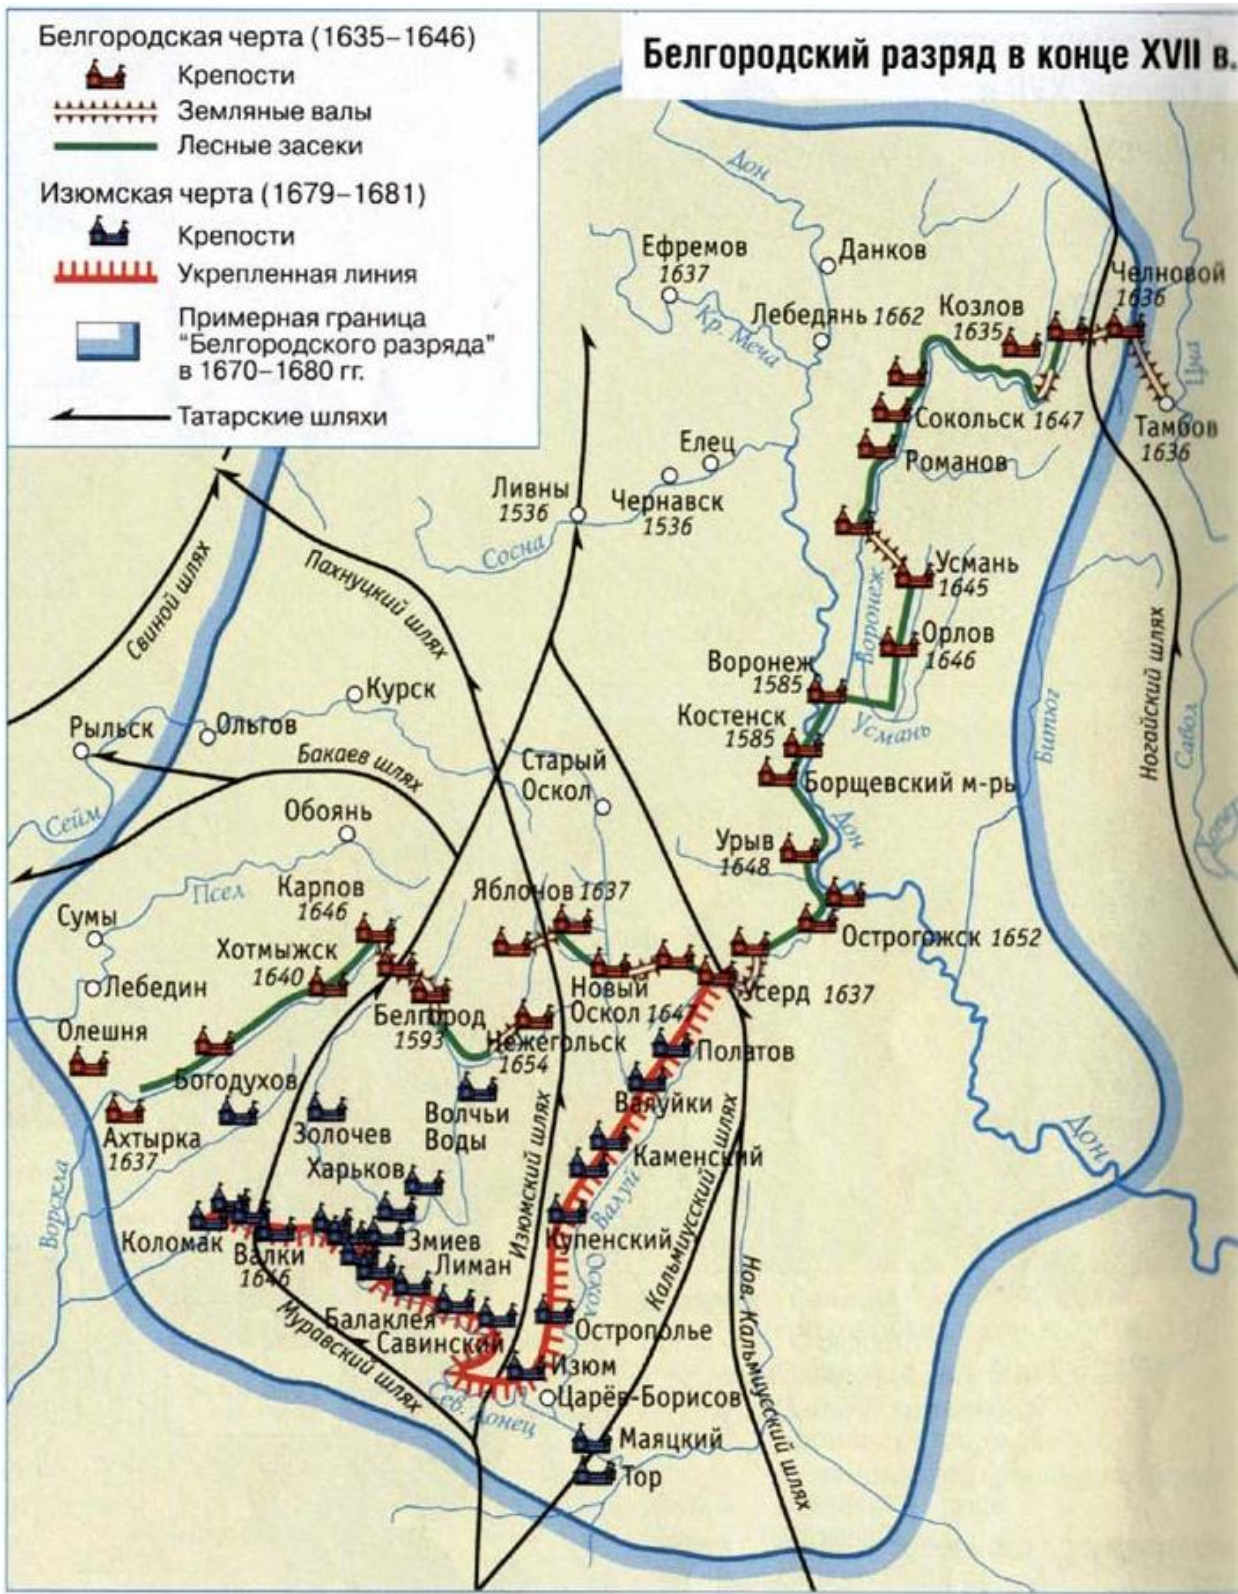 Белгородский разряд в конце XVII в.
Белгородская черта (1635–1646)
Крепости
Земляные валы
Лесные засеки
Изюмская черта (1679–1681)
Крепости
Укрепленная линия
Примерная граница
"Белгородского разряда"
в 1670–1680 гг.
Татарские шляхи
Дон
Ефремов
1637
Данков
Кр. Меча
Лебедянь 1662
Козлов
1635
Челновой
1636
Цна
Тамбов
1636
Сокольск 1647
Романов
Елец
Чернавск
1536
Ливны
1536
Сосна
Свиной шлях
Пахнуцкий шлях
Усмань
1645
Воронеж
Орлов
1646
Воронеж
1585
Костенск
1585
Усмань
Борщевский м-рь
Битюг
Ногайский шлях
Савол
Курск
Рыльск
Ольгов
Бакаев шлях
Старый
Оскол
Сейм
Обоянь
Псел
Урыв
1648
Дон
Карпов
1646
Яблонов 1637
Сумы
Хотмыжск
1640
Острогожск 1652
Лебедин
Белгород
1593
Новый
Оскол 1647
Усерд 1637
Олешня
Нежегольск
1654
Полатов
Богодухов
Валуйки
Ахтырка
1637
Золочев
Волчьи
Воды
Харьков
Каменский
Изюмский шлях
Валуй
Кальмиусский шлях
Дон
Ворскла
Коломак
Валки
1646
Змиев
Лиман
Купенский
Оскол
Нов. Кальмиусский шлях
Муравский шлях
Балаклея
Савинский
Острополье
Изюм
Сев. Донец
Царёв-Борисов
Маяцкий
Тор